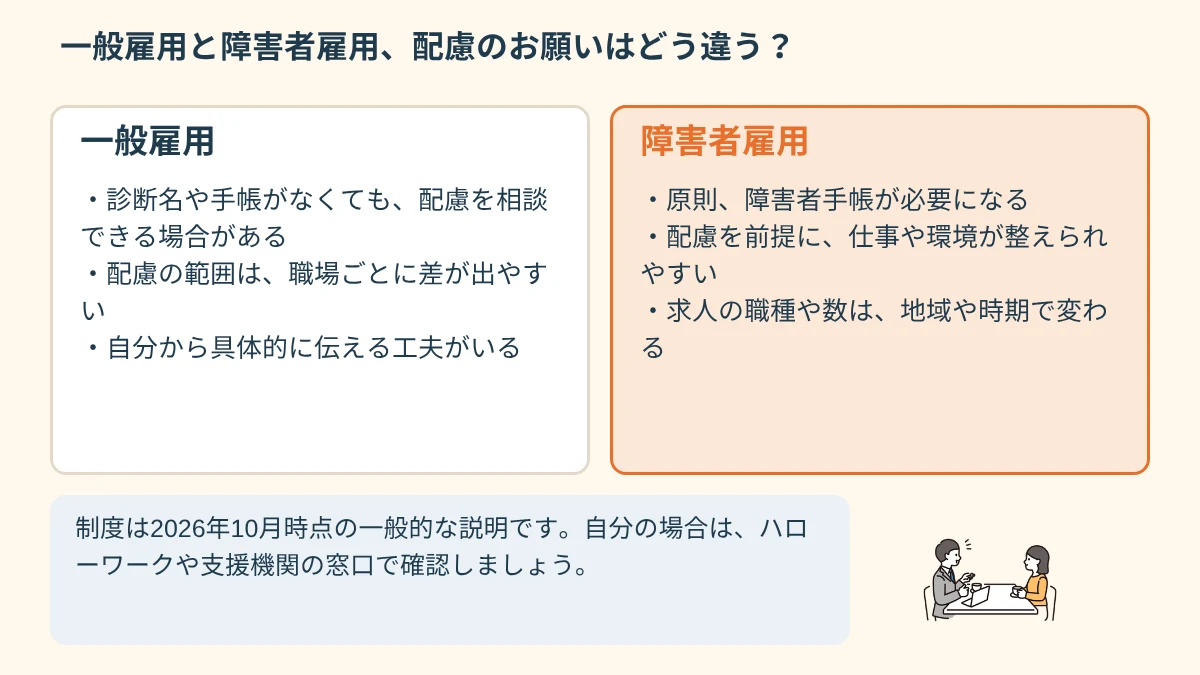 一般雇用と障害者雇用、配慮のお願いはどう違う？
一般雇用
・診断名や手帳がなくても、配慮を相談
できる場合がある
・配慮の範囲は、職場ごとに差が出やす
い
・自分から具体的に伝える工夫がいる
障害者雇用
・原則、障害者手帳が必要になる
・配慮を前提に、仕事や環境が整えられ
やすい
・求人の職種や数は、地域や時期で変わ
る
制度は2026年10月時点の一般的な説明です。自分の場合は、ハロ
ーワークや支援機関の窓口で確認しましょう。